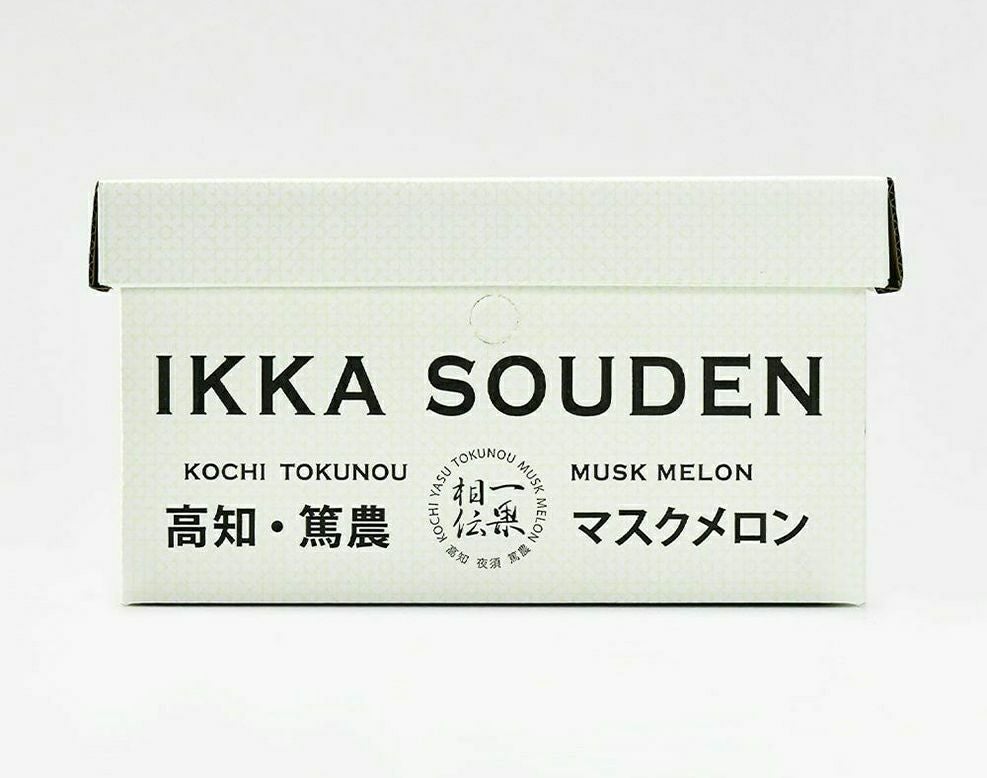 IKKA SOUDEN
KOCHI TOKUNOU
高知・篤農
KOCHI YASU TOKUNOU MUSK MELON
一果
相伝
高知 夜須 篤農
MUSK MELON
マスクメロン